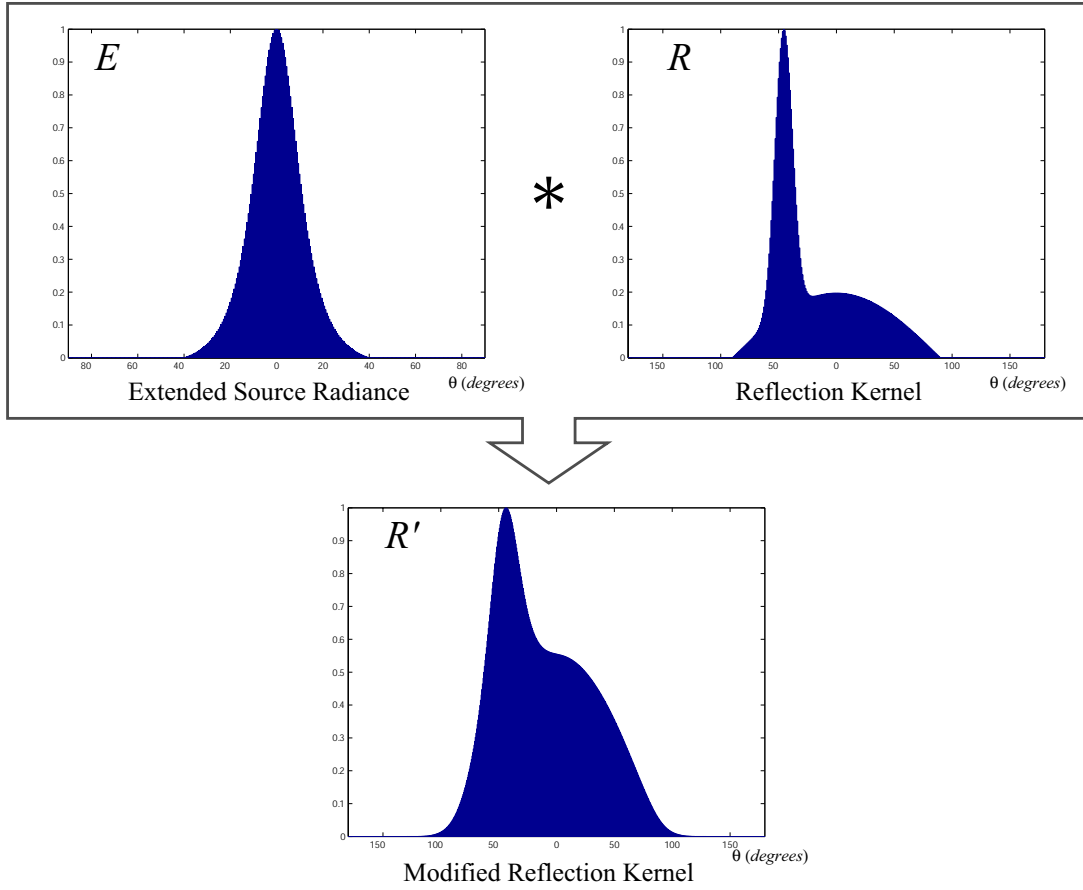 E
1
0.9
0.8
0.7
0.6
0.5
0.4
0.3
0.2
0.1
0
80 60 40 20 0 20 40 60 80
θ (degrees)
Extended Source Radiance
*
R
1
0.9
0.8
0.7
0.6
0.5
0.4
0.3
0.2
0.1
0
150 100 50 0 50 100 150
θ (degrees)
Reflection Kernel
R'
1
0.9
0.8
0.7
0.6
0.5
0.4
0.3
0.2
0.1
0
150 100 50 0 50 100 150
θ (degrees)
Modified Reflection Kernel